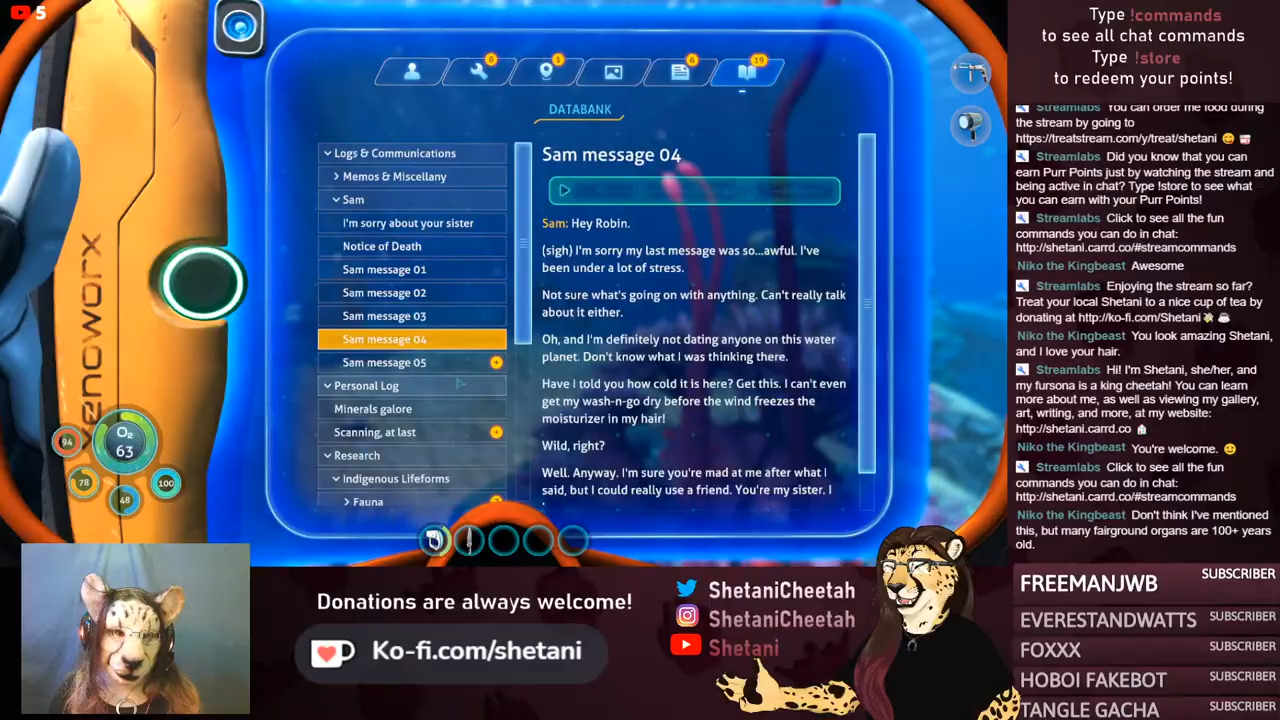 5
8
1
6
19
DATABANK
Logs & Communications
Memos & Miscellany
Sam
I'm sorry about your sister
Notice of Death
Sam message 01
Sam message 02
Sam message 03
Sam message 04
Sam message 05
Personal Log
Minerals galore
Scanning, at last
Research
Indigenous Lifeforms
Fauna
Sam message 04
Sam: Hey Robin.
(sigh) I'm sorry my last message was so...awful. I've
been under a lot of stress.
Not sure what's going on with anything. Can't really talk
about it either.
Oh, and I'm definitely not dating anyone on this water
planet. Don't know what I was thinking there.
Have I told you how cold it is here? Get this. I can't even
get my wash-n-go dry before the wind freezes the
moisturizer in my hair!
Wild, right?
Well. Anyway. I'm sure you're mad at me after what I
said, but I could really use a friend. You're my sister. I
xenoworx
O₂
63
94
78
48
100
Donations are always welcome!
Ko-fi.com/shetani
ShetaniCheetah
ShetaniCheetah
Shetani
Type !commands
to see all chat commands
Type !store
to redeem your points!
Streamlabs You can order me food during
the stream by going to
https://treatstream.com/y/treat/shetani
Streamlabs Did you know that you can
earn Purr Points just by watching the stream and
being active in chat? Type !store to see what
you can earn with your Purr Points!
Streamlabs Click to see all the fun
commands you can do in chat:
http://shetani.carrd.co/#streamcommands
Niko the Kingbeast Awesome
Streamlabs Enjoying the stream so far?
Treat your local Shetani to a nice cup of tea by
donating at http://ko-fi.com/Shetani
Niko the Kingbeast You look amazing Shetani,
and I love your hair.
Streamlabs Hi! I'm Shetani, she/her, and
my fursona is a king cheetah! You can learn
more about me, as well as viewing my gallery,
art, writing, and more, at my website:
http://shetani.carrd.co
Niko the Kingbeast You're welcome.
Streamlabs Click to see all the fun
commands you can do in chat:
http://shetani.carrd.co/#streamcommands
Niko the Kingbeast Don't think I've mentioned
this, but many fairground organs are 100+ years
old.
FREEMANJWB SUBSCRIBER
EVERESTANDWATTS SUBSCRIBER
FOXXX SUBSCRIBER
HOBOI FAKEBOT SUBSCRIBER
TANGLE GACHA SUBSCRIBER